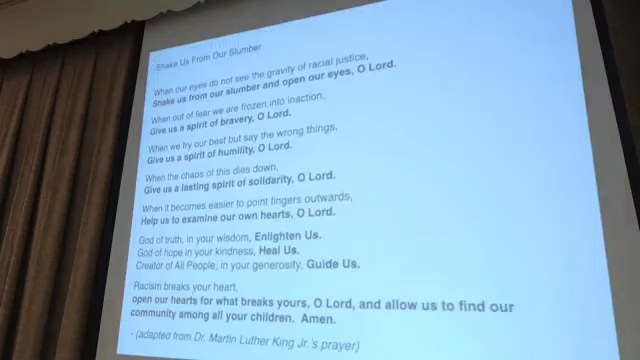 Shake Us From Our Slumber
When our eyes do not see the gravity of racial justice,
Shake us from our slumber and open our eyes, O Lord.
When out of fear we are frozen into inaction,
Give us a spirit of bravery, O Lord.
When we try our best but say the wrong things,
Give us a spirit of humility, O Lord.
When the chaos of this dies down,
Give us a lasting spirit of solidarity, O Lord.
When it becomes easier to point fingers outwards,
Help us to examine our own hearts, O Lord.
God of truth, in your wisdom, Enlighten Us.
God of hope in your kindness, Heal Us.
Creator of All People, in your generosity, Guide Us.
Racism breaks your heart,
open our hearts for what breaks yours, O Lord, and allow us to find our
community among all your children. Amen.
- (adapted from Dr. Martin Luther King Jr.'s prayer)